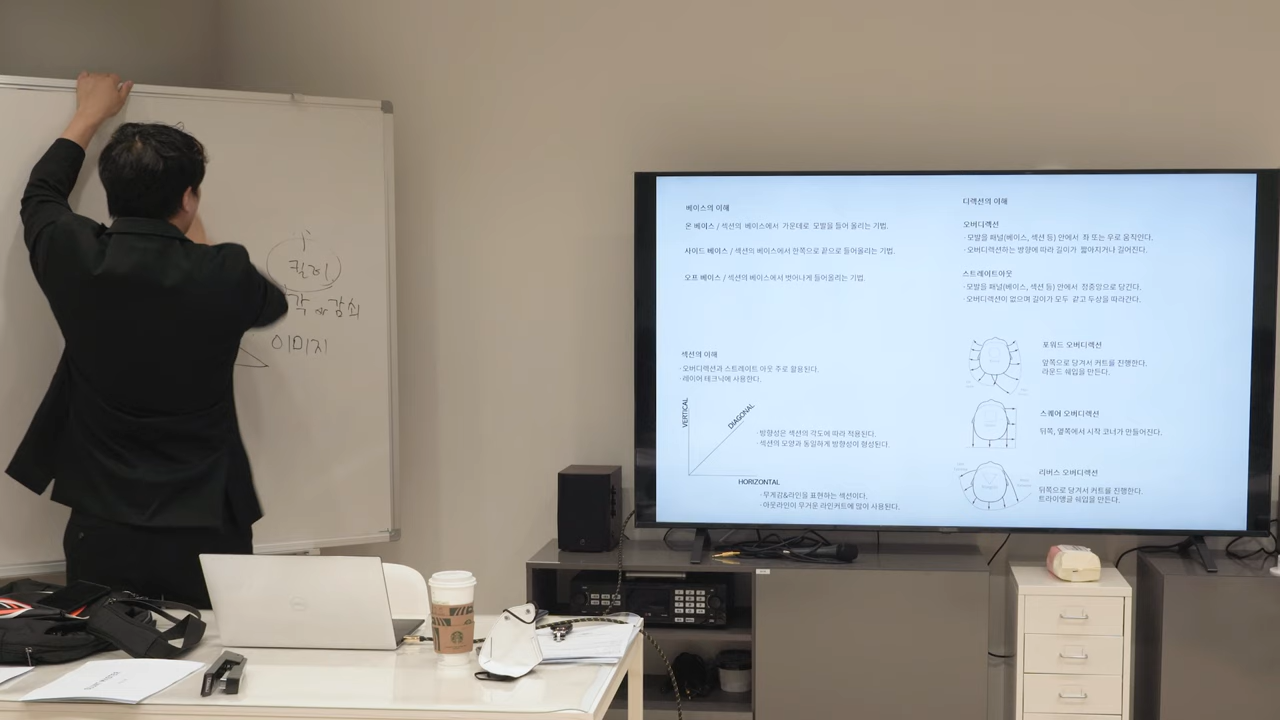 킬러
각 감쇠
이미지
베이스의 이해
온 베이스 / 섹션의 베이스에서 가운데로 모발을 들어 올리는 기법.
사이드 베이스 / 섹션의 베이스에서 한쪽으로 끝으로 들어올리는 기법.
오프 베이스 / 섹션의 베이스에서 벗어나게 들어올리는 기법.
섹션의 이해
· 오버디렉션과 스트레이트 아웃 주로 활용된다.
· 레이어 테크닉에 사용한다.
VERTICAL
DIAGONAL
· 방향성은 섹션의 각도에 따라 적용된다.
· 섹션의 모양과 동일하게 방향성이 형성된다.
HORIZONTAL
· 무게감&라인을 표현하는 섹션이다.
· 아웃라인이 무거운 라인커트에 많이 사용된다.
디렉션의 이해
오버디렉션
· 모발을 패널(베이스, 섹션 등) 안에서 좌 또는 우로 움직인다.
· 오버디렉션하는 방향에 따라 길이가 짧아지거나 길어진다.
스트레이트아웃
· 모발을 패널(베이스, 섹션 등) 안에서 정중앙으로 당긴다.
· 오버디렉션이 없으며 길이가 모두 같고 두상을 따라간다.
포워드 오버디렉션
앞쪽으로 당겨서 커트를 진행한다.
라운드 쉐입을 만든다.
스퀘어 오버디렉션
뒤쪽, 옆쪽에서 시작 코너가 만들어진다.
리버스 오버디렉션
뒤쪽으로 당겨서 커트를 진행한다.
트라이앵글 쉐입을 만든다.
DELL
STARBUCKS